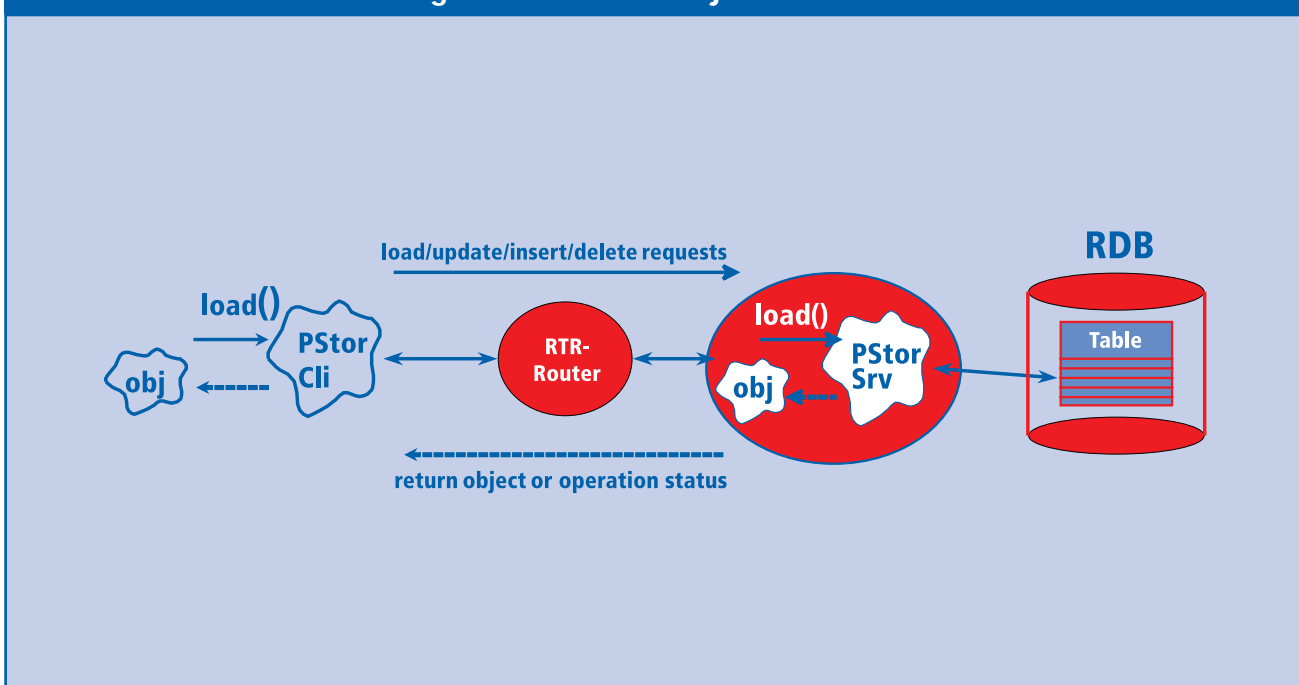 RDB
load/update/insert/delete requests
load()
load()
PStor
Cli
obj
RTR-
Router
obj
PStor
Srv
Table
return object or operation status